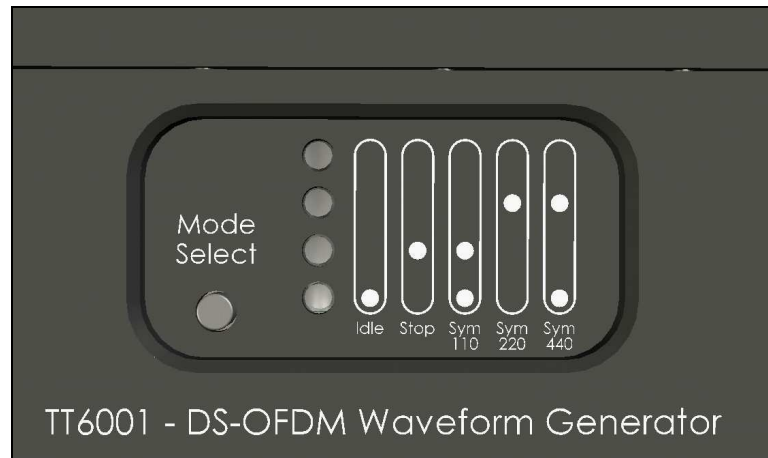 Mode
Select
Idle Stop Sym Sym Sym
110 220 440
TT6001 - DS-OFDM Waveform Generator